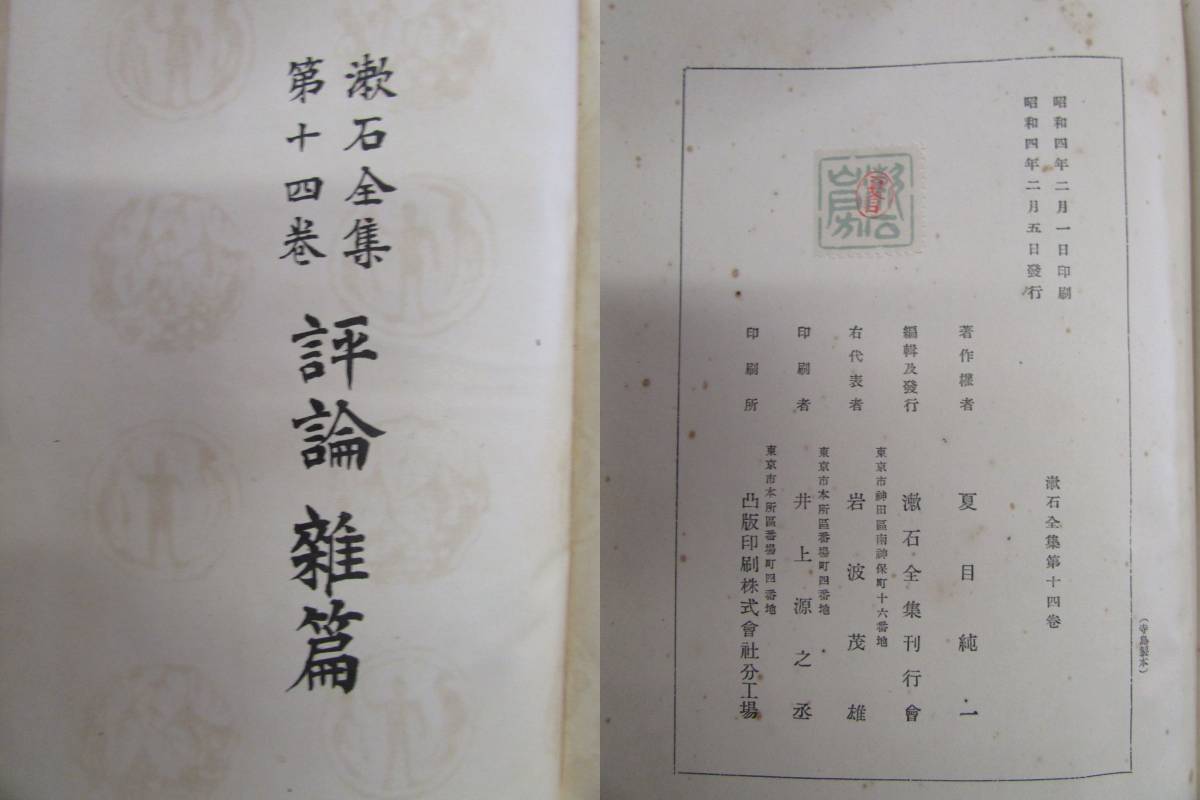 漱石全集
第十四卷
評論 雜篇
昭和四年二月一日印刷
昭和四年二月五日發行
漱石全集第十四卷
著作權者
夏目純一
編輯及發行
東京市神田區南神保町十六番地
漱石全集刊行會
右代表者
岩波茂雄
印刷者
東京市本所區番場町四番地
井上源之丞
印刷所
東京市本所區番場町四番地
凸版印刷株式會社分工場
(寺島製本)